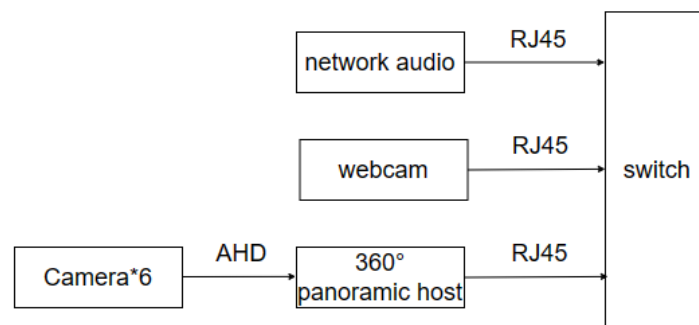 network audio
RJ45
webcam
RJ45
switch
Camera*6
AHD
360°
panoramic host
RJ45